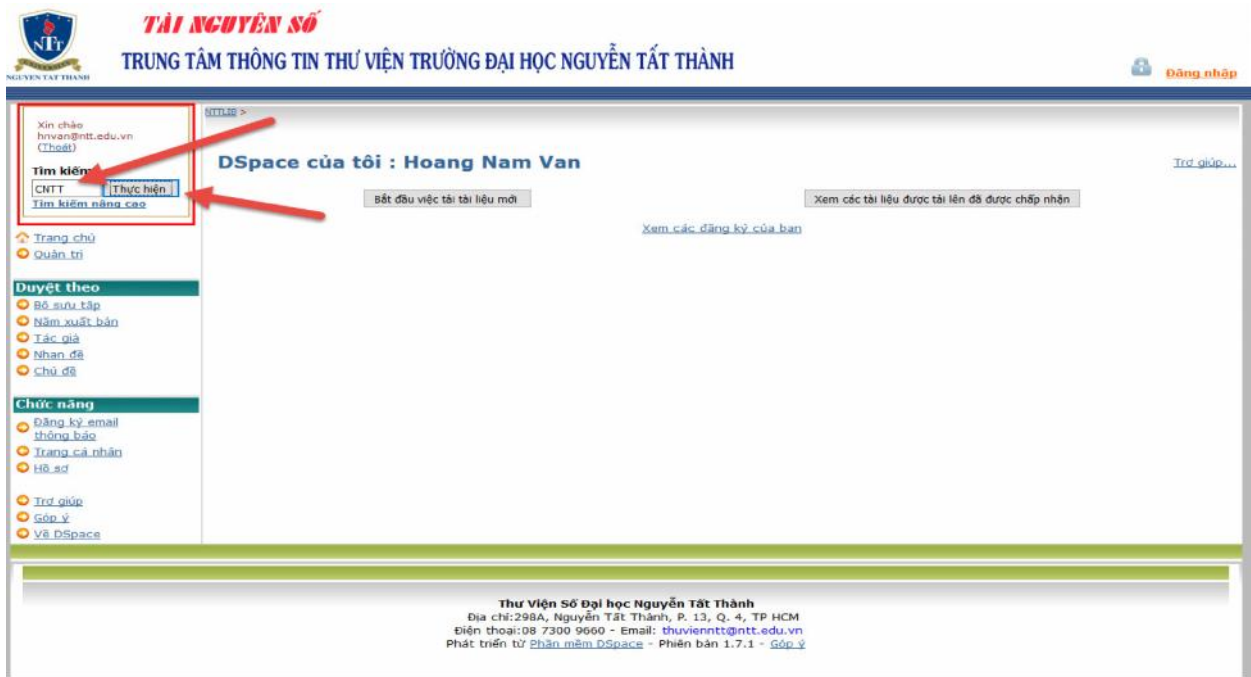 TÀI NGUYÊN SỐ
NTT
NGUYEN TAT THANH
TRUNG TÂM THÔNG TIN THƯ VIỆN TRƯỜNG ĐẠI HỌC NGUYỄN TẤT THÀNH
Đăng nhập
Xin chào
hnvan@ntt.edu.vn
(Thoát)
Tìm kiếm
CNTT Thực hiện
Tìm kiếm nâng cao
Trang chủ
Quản trị
Duyệt theo
Bộ sưu tập
Năm xuất bản
Tác giả
Nhan đề
Chủ đề
Chức năng
Đăng ký email
thông báo
Trang cá nhân
Hồ sơ
Trợ giúp
Góp ý
Về DSpace
NTTLIB >
DSpace của tôi : Hoang Nam Van
Trợ giúp...
Bắt đầu việc tải tài liệu mới
Xem các tài liệu được tải lên đã được chấp nhận
Xem các đăng ký của bạn
Thư Viện Số Đại học Nguyễn Tất Thành
Địa chỉ:298A, Nguyễn Tất Thành, P. 13, Q. 4, TP HCM
Điện thoại:08 7300 9660 - Email: thuvienntt@ntt.edu.vn
Phát triển từ Phần mềm DSpace - Phiên bản 1.7.1 - Góp ý